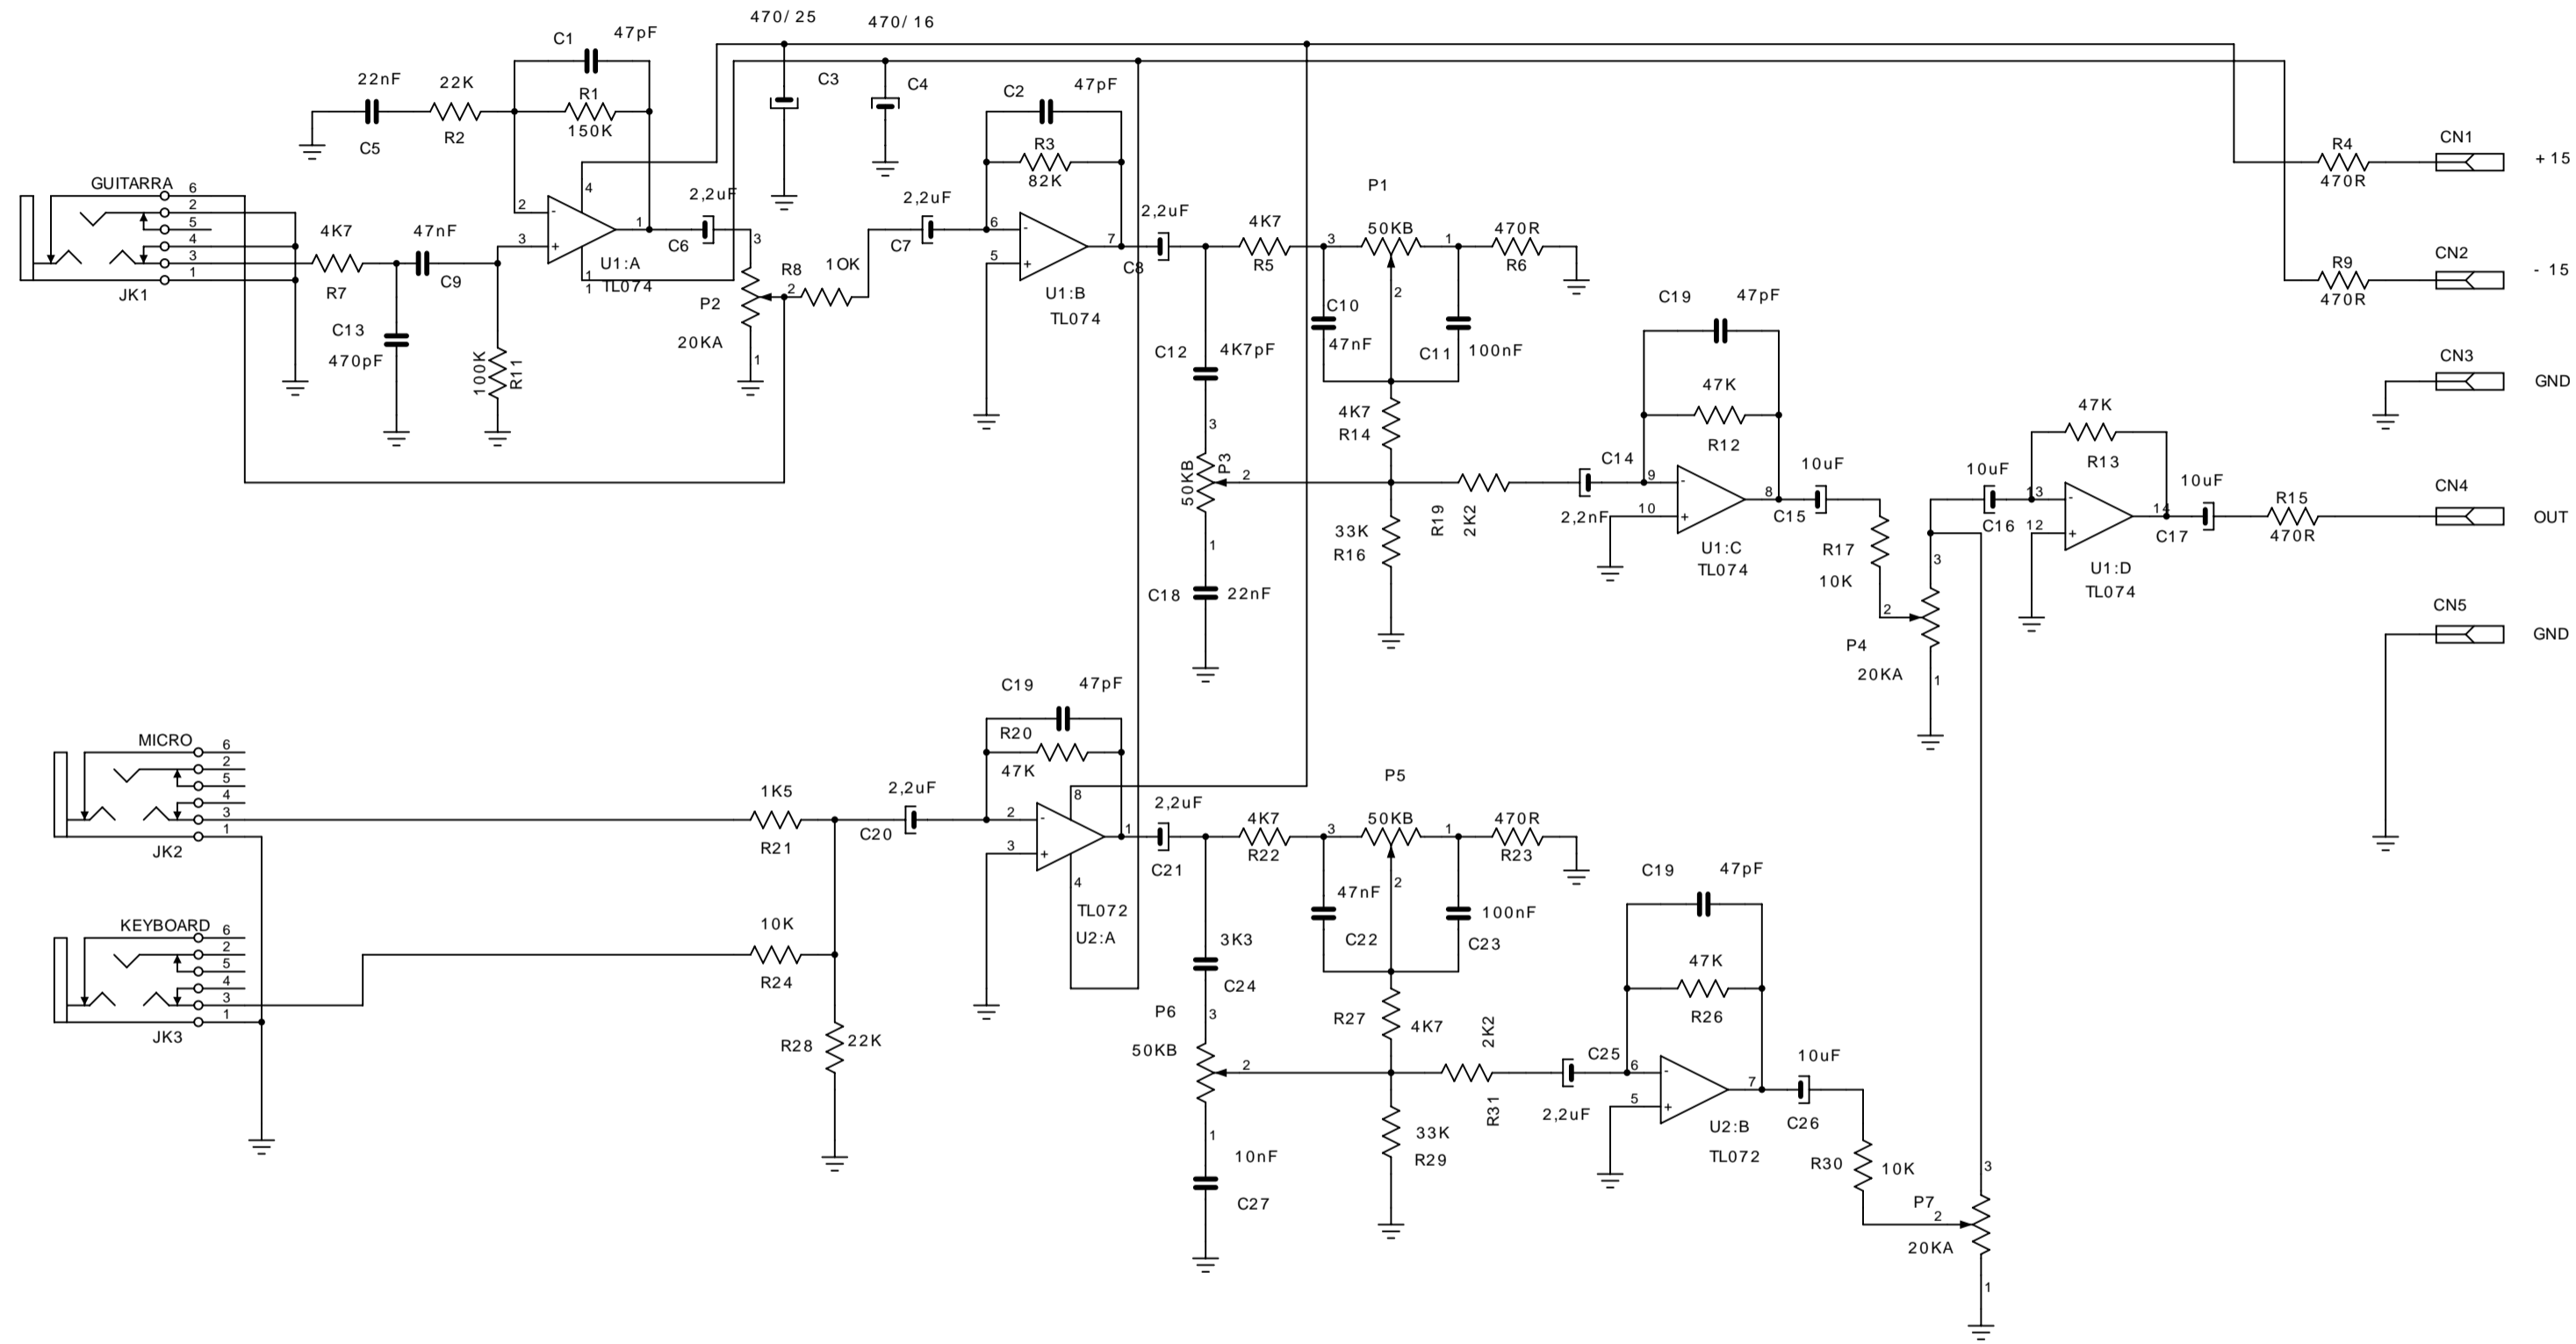 470/ 25
470/ 16
C1
47pF
22nF
22K
R1
150K
C3
C4
C2
47pF
C5
R2
R3
82K
CN1
+ 15
R4
470R
GUITARRA
6
2
5
4
3
1
JK1
4K7
R7
47nF
C9
2
3
4
1
1
U1:A
TL074
2,2uF
C6
3
R8
10K
2
P2
20KA
1
2,2uF
C7
6
5
7
U1:B
TL074
2,2uF
C8
4K7
R5
P1
3
50KB
1
2
470R
R6
CN2
- 15
R9
470R
C13
470pF
100K
R11
C10
47nF
C11
100nF
C12
4K7pF
C19
47pF
CN3
GND
4K7
R14
47K
R12
47K
R13
3
50KB
P3
2
1
C18
22nF
33K
R16
R19
2K2
C14
2,2nF
9
10
8
U1:C
TL074
10uF
C15
R17
10K
2
P4
20KA
3
1
10uF
C16
13
12
14
U1:D
TL074
10uF
C17
R15
470R
CN4
OUT
CN5
GND
C19
47pF
R20
47K
MICRO
6
2
5
4
3
1
JK2
1K5
R21
2,2uF
C20
2
3
8
1
4
TL072
U2:A
2,2uF
C21
4K7
R22
P5
3
50KB
1
2
470R
R23
47nF
C22
100nF
C23
C19
47pF
KEYBOARD
6
2
5
4
3
1
JK3
10K
R24
R28
22K
3K3
C24
P6
50KB
3
2
1
10nF
C27
R27
4K7
33K
R29
2K2
R31
C25
2,2uF
47K
R26
6
5
7
U2:B
TL072
10uF
C26
R30
10K
P7
2
20KA
3
1